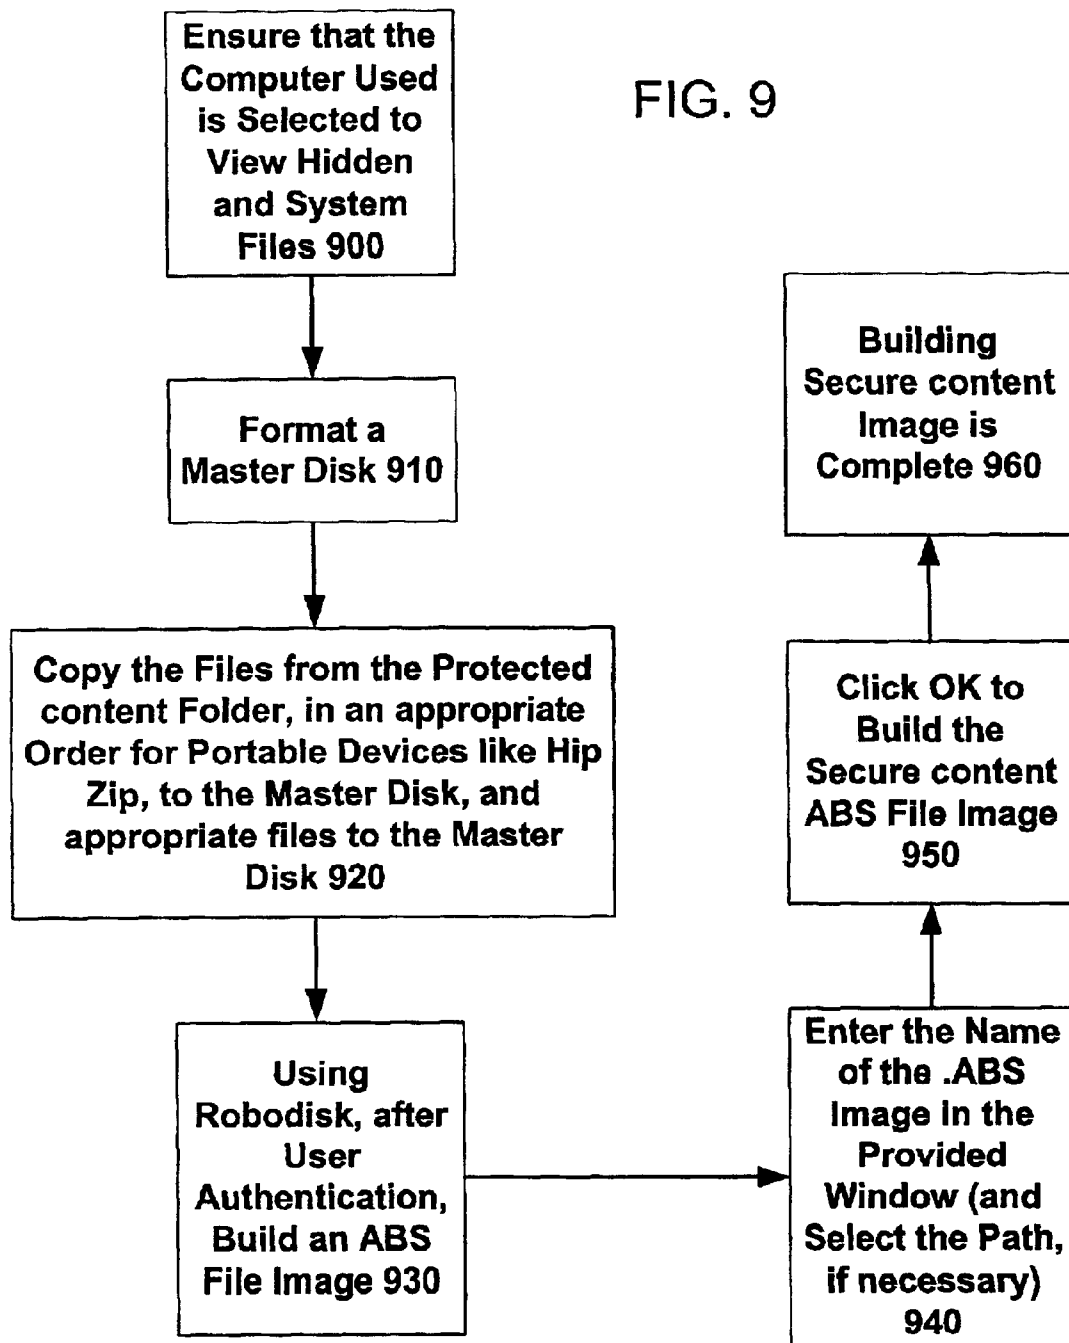 FIG. 9
Ensure that the
Computer Used
is Selected to
View Hidden
and System
Files 900
Format a
Master Disk 910
Copy the Files from the Protected
content Folder, in an appropriate
Order for Portable Devices like Hip
Zip, to the Master Disk, and
appropriate files to the Master
Disk 920
Using
Robodisk, after
User
Authentication,
Build an ABS
File Image 930
Enter the Name
of the .ABS
Image in the
Provided
Window (and
Select the Path,
if necessary)
940
Click OK to
Build the
Secure content
ABS File Image
950
Building
Secure content
Image is
Complete 960